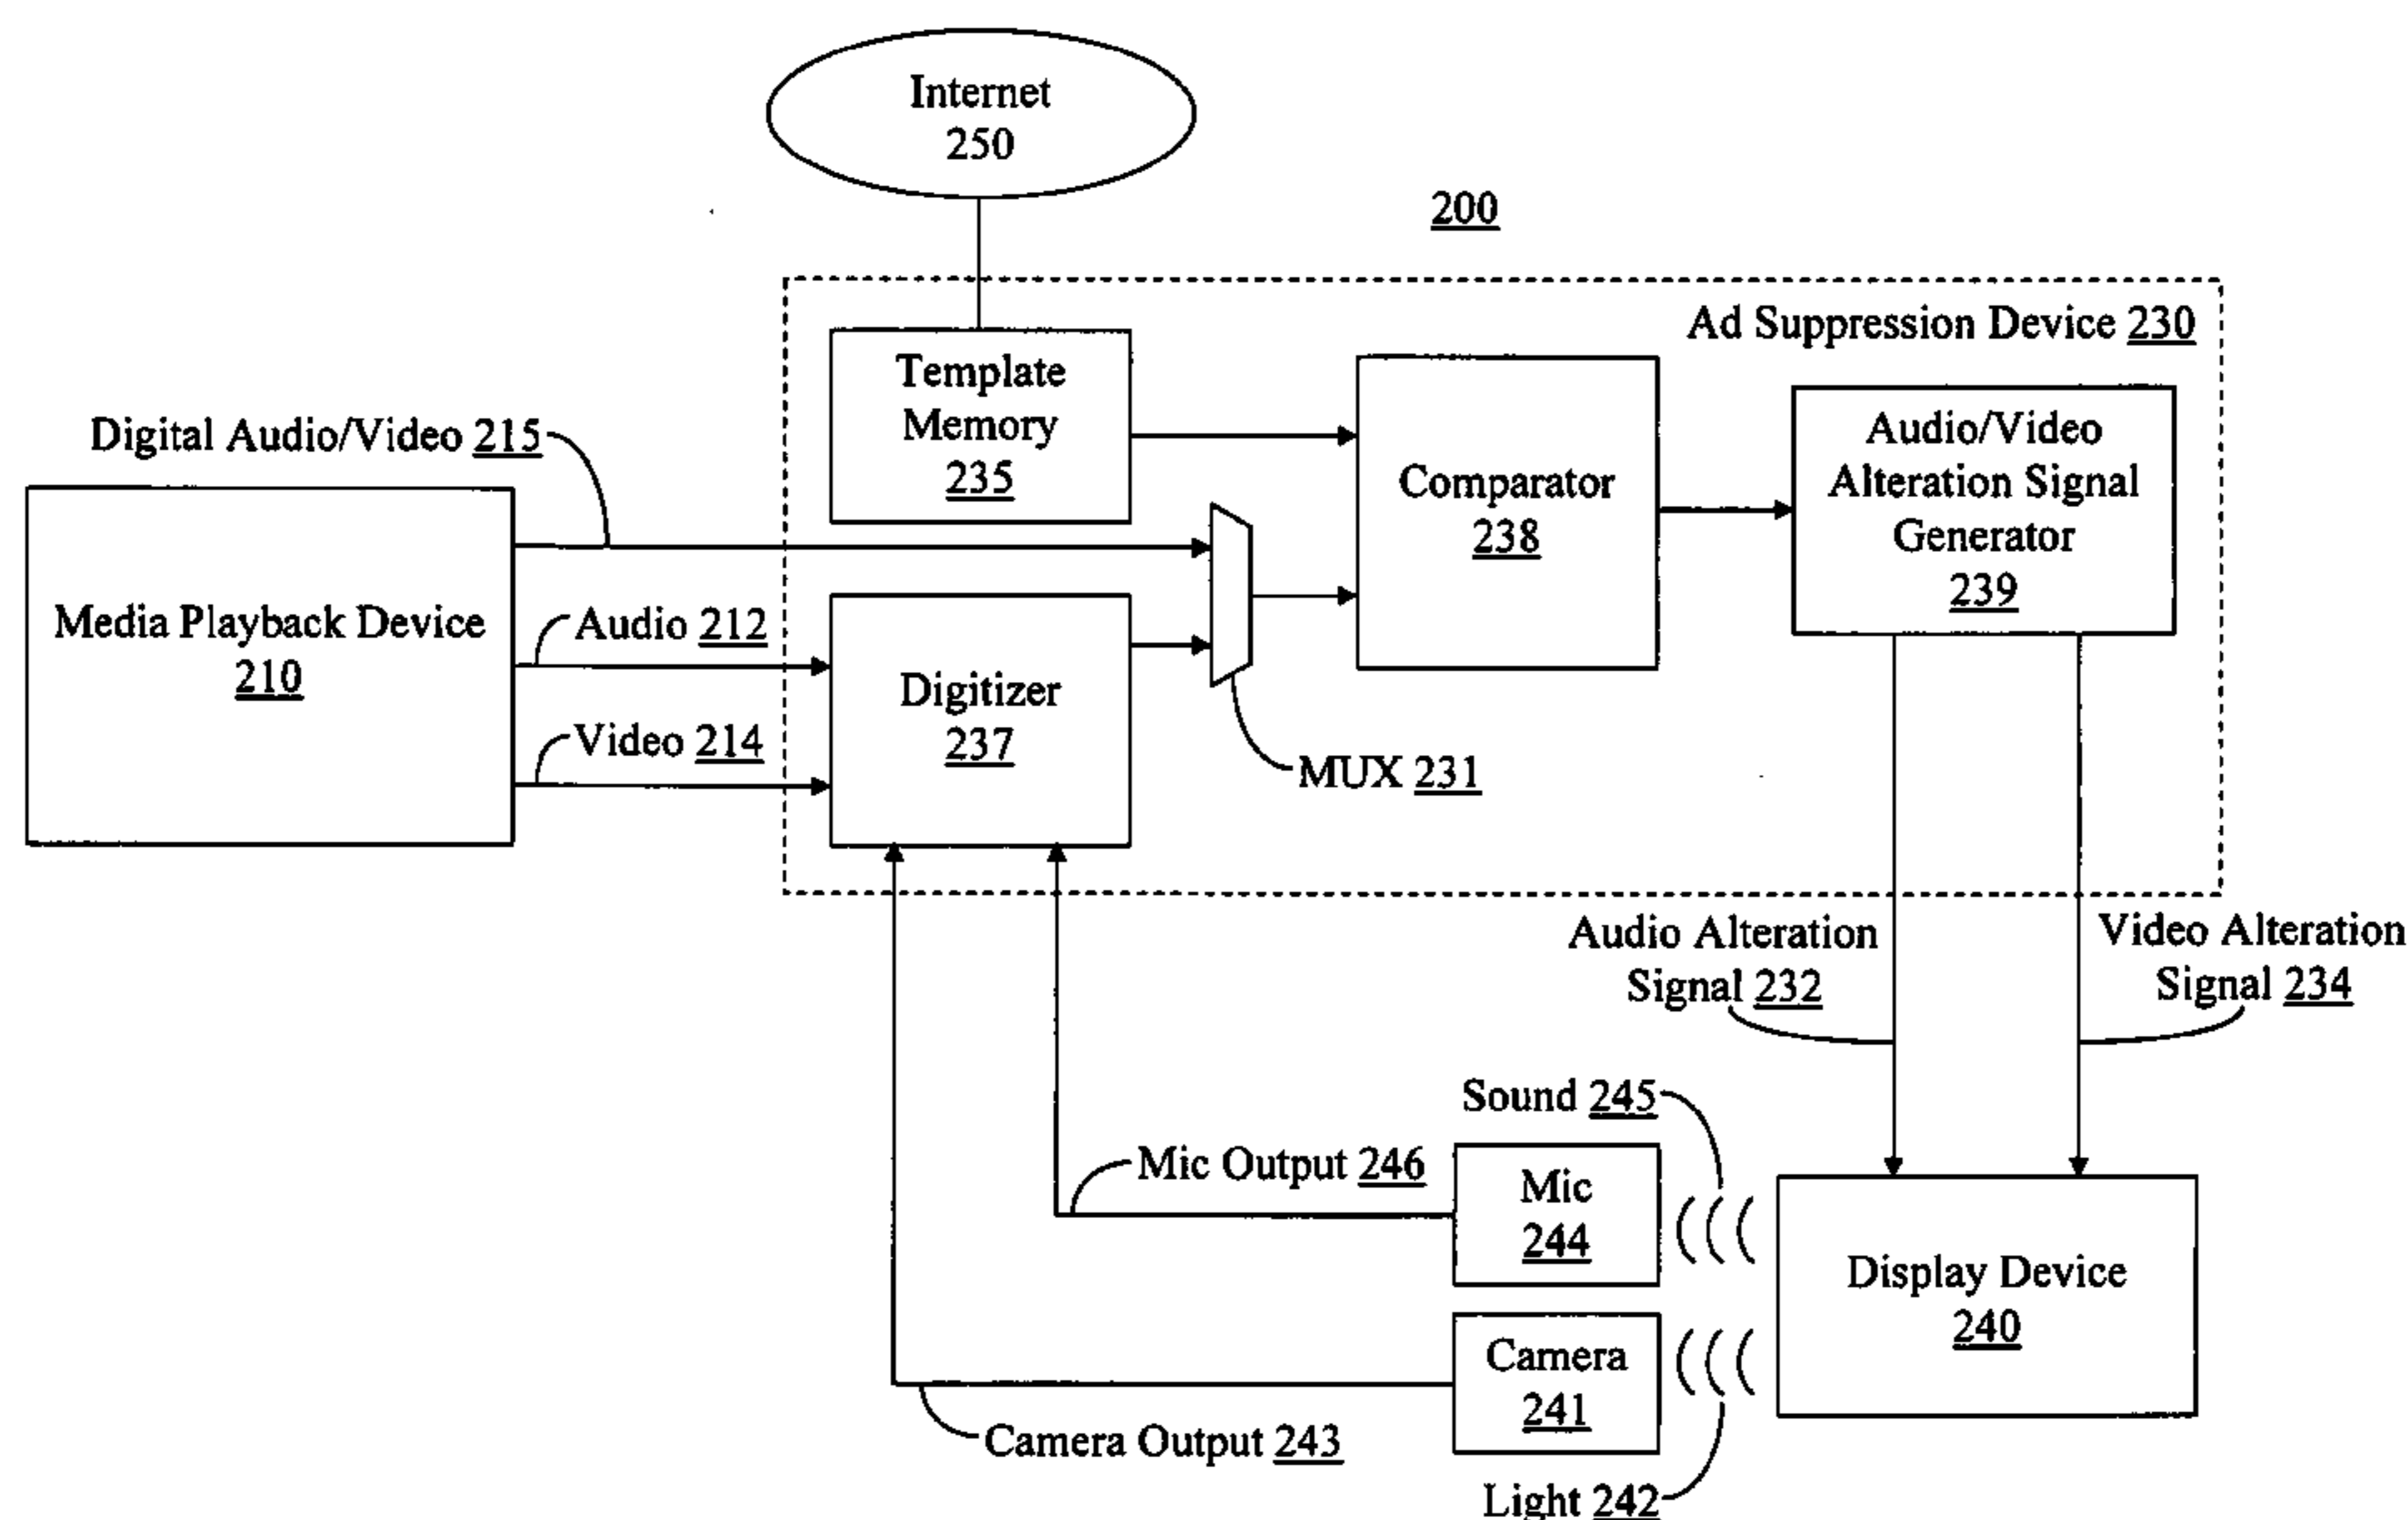 Internet
250
200
Ad Suppression Device 230
Template
Memory
235
Comparator
238
Audio/Video
Alteration Signal
Generator
239
Digital Audio/Video 215
Media Playback Device
210
Audio 212
Video 214
Digitizer
237
MUX 231
Audio Alteration
Signal 232
Video Alteration
Signal 234
Sound 245
Mic Output 246
Mic
244
Display Device
240
Camera
241
Camera Output 243
Light 242